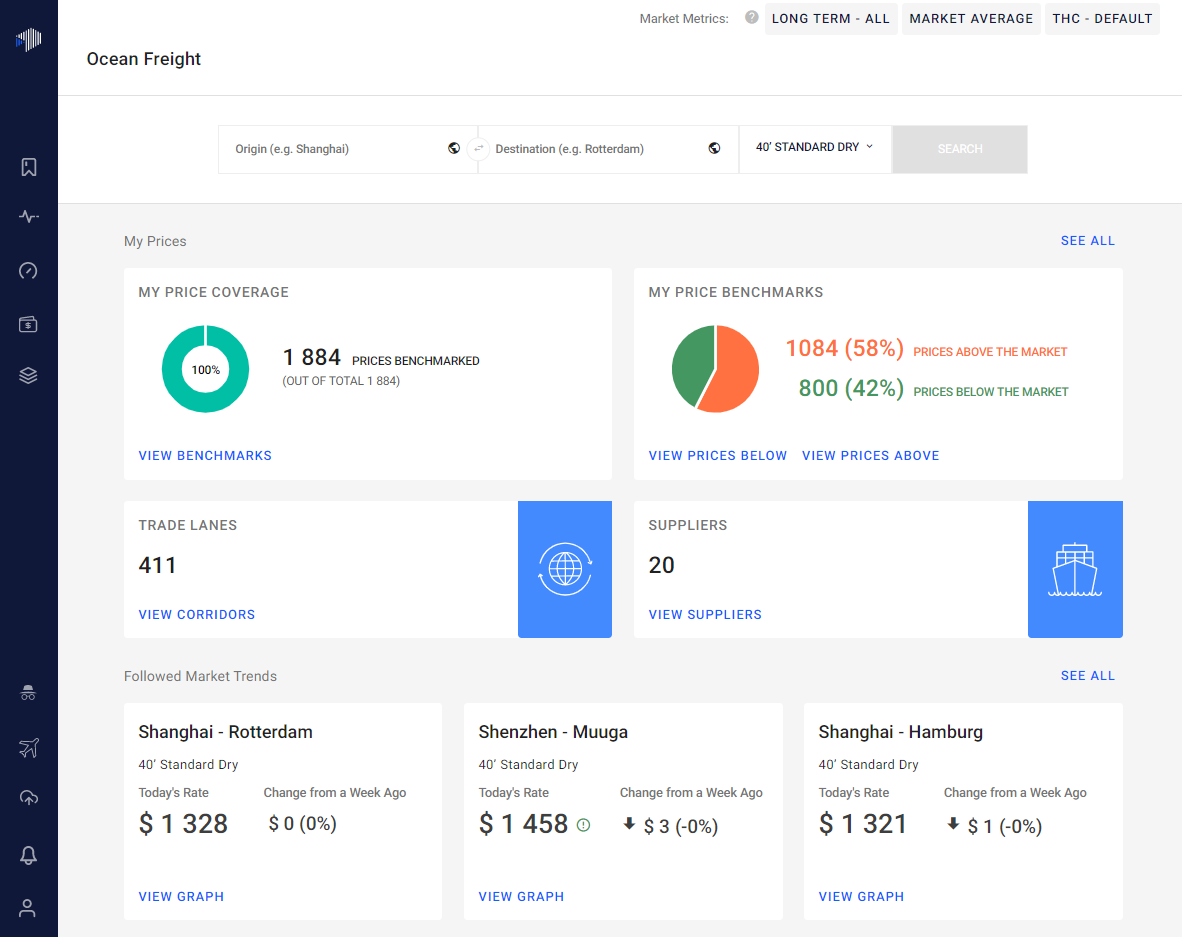 Market Metrics: ? LONG TERM - ALL MARKET AVERAGE THC - DEFAULT
Ocean Freight
Origin (e.g. Shanghai) Destination (e.g. Rotterdam) 40' STANDARD DRY SEARCH
My Prices SEE ALL
MY PRICE COVERAGE
100%
1 884 PRICES BENCHMARKED
(OUT OF TOTAL 1 884)
VIEW BENCHMARKS
MY PRICE BENCHMARKS
1084 (58%) PRICES ABOVE THE MARKET
800 (42%) PRICES BELOW THE MARKET
VIEW PRICES BELOW VIEW PRICES ABOVE
TRADE LANES
411
VIEW CORRIDORS
SUPPLIERS
20
VIEW SUPPLIERS
Followed Market Trends SEE ALL
Shanghai - Rotterdam
40' Standard Dry
Today's Rate Change from a Week Ago
$ 1 328 $ 0 (0%)
VIEW GRAPH
Shenzhen - Muuga
40' Standard Dry
Today's Rate Change from a Week Ago
$ 1 458 $ 3 (-0%)
VIEW GRAPH
Shanghai - Hamburg
40' Standard Dry
Today's Rate Change from a Week Ago
$ 1 321 $ 1 (-0%)
VIEW GRAPH